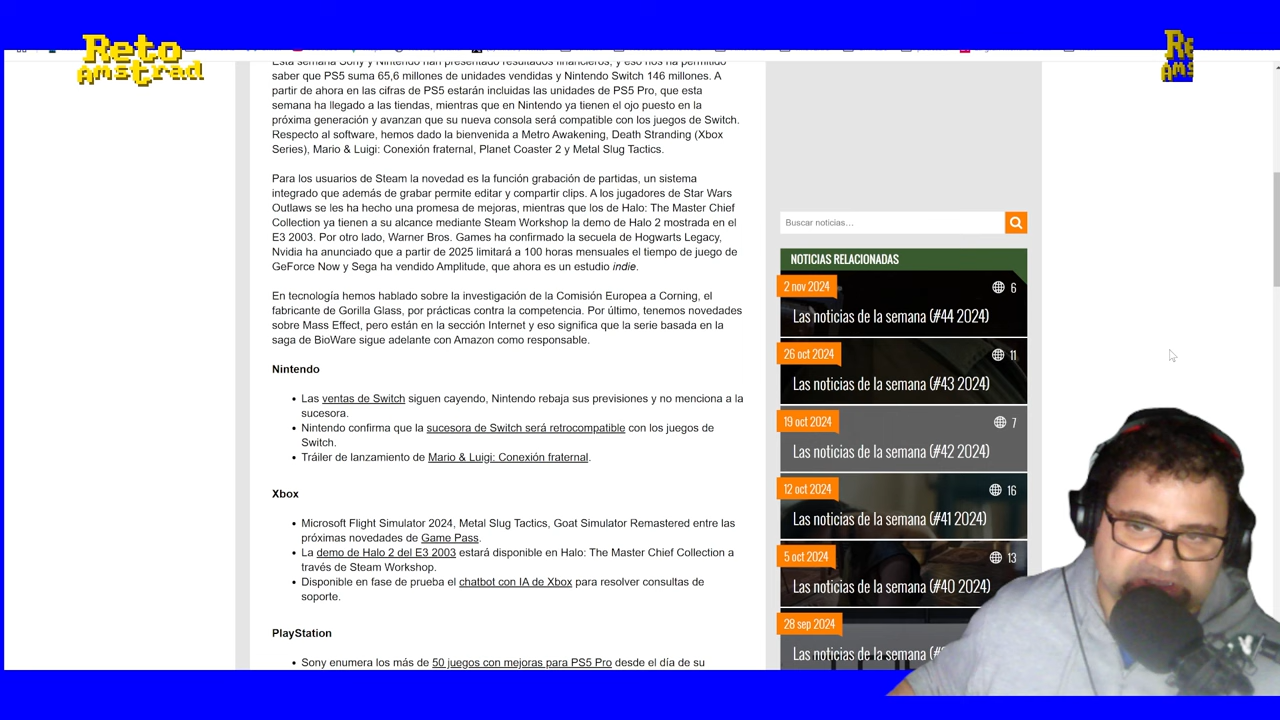 Reto
Amstrad
Esta semana Sony y Nintendo han presentado resultados financieros, y eso nos ha permitido
saber que PS5 suma 65,6 millones de unidades vendidas y Nintendo Switch 146 millones. A
partir de ahora en las cifras de PS5 estarán incluidas las unidades de PS5 Pro, que esta
semana ha llegado a las tiendas, mientras que en Nintendo ya tienen el ojo puesto en la
próxima generación y avanzan que su nueva consola será compatible con los juegos de Switch.
Respecto al software, hemos dado la bienvenida a Metro Awakening, Death Stranding (Xbox
Series), Mario & Luigi: Conexión fraternal, Planet Coaster 2 y Metal Slug Tactics.
Para los usuarios de Steam la novedad es la función grabación de partidas, un sistema
integrado que además de grabar permite editar y compartir clips. A los jugadores de Star Wars
Outlaws se les ha hecho una promesa de mejoras, mientras que los de Halo: The Master Chief
Collection ya tienen a su alcance mediante Steam Workshop la demo de Halo 2 mostrada en el
E3 2003. Por otro lado, Warner Bros. Games ha confirmado la secuela de Hogwarts Legacy,
Nvidia ha anunciado que a partir de 2025 limitará a 100 horas mensuales el tiempo de juego de
GeForce Now y Sega ha vendido Amplitude, que ahora es un estudio indie.
En tecnología hemos hablado sobre la investigación de la Comisión Europea a Corning, el
fabricante de Gorilla Glass, por prácticas contra la competencia. Por último, tenemos novedades
sobre Mass Effect, pero están en la sección Internet y eso significa que la serie basada en la
saga de BioWare sigue adelante con Amazon como responsable.
Nintendo
• Las ventas de Switch siguen cayendo, Nintendo rebaja sus previsiones y no menciona a la
sucesora.
• Nintendo confirma que la sucesora de Switch será retrocompatible con los juegos de
Switch.
• Tráiler de lanzamiento de Mario & Luigi: Conexión fraternal.
Xbox
• Microsoft Flight Simulator 2024, Metal Slug Tactics, Goat Simulator Remastered entre las
próximas novedades de Game Pass.
• La demo de Halo 2 del E3 2003 estará disponible en Halo: The Master Chief Collection a
través de Steam Workshop.
• Disponible en fase de prueba el chatbot con IA de Xbox para resolver consultas de
soporte.
PlayStation
• Sony enumera los más de 50 juegos con mejoras para PS5 Pro desde el día de su
Buscar noticias...
NOTICIAS RELACIONADAS
2 nov 2024 6
Las noticias de la semana (#44 2024)
26 oct 2024 11
Las noticias de la semana (#43 2024)
19 oct 2024 7
Las noticias de la semana (#42 2024)
12 oct 2024 16
Las noticias de la semana (#41 2024)
5 oct 2024 13
Las noticias de la semana (#40 2024)
28 sep 2024
Las noticias de la semana (#
Re
Ams